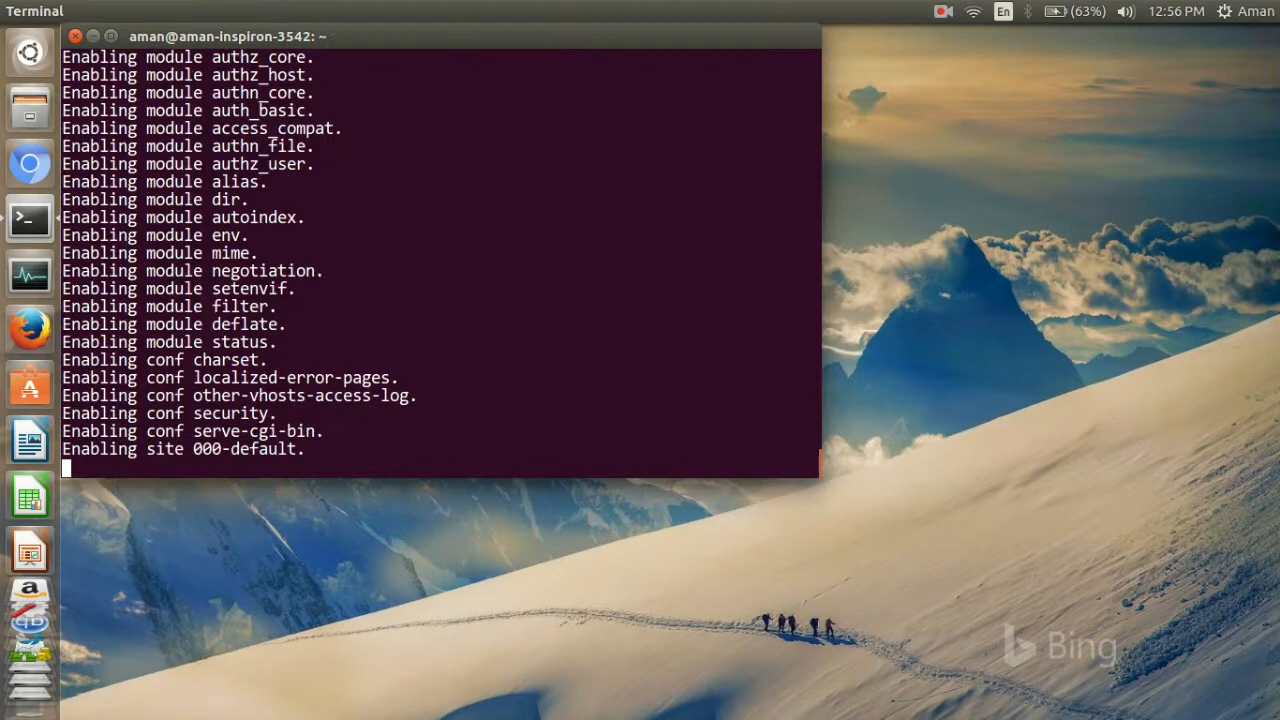 Terminal
En
(63%)
12:56 PM
Aman
aman@aman-inspiron-3542: ~
Enabling module authz_core.
Enabling module authz_host.
Enabling module authn_core.
Enabling module auth_basic.
Enabling module access_compat.
Enabling module authn_file.
Enabling module authz_user.
Enabling module alias.
Enabling module dir.
Enabling module autoindex.
Enabling module env.
Enabling module mime.
Enabling module negotiation.
Enabling module setenvif.
Enabling module filter.
Enabling module deflate.
Enabling module status.
Enabling conf charset.
Enabling conf localized-error-pages.
Enabling conf other-vhosts-access-log.
Enabling conf security.
Enabling conf serve-cgi-bin.
Enabling site 000-default.
Bing